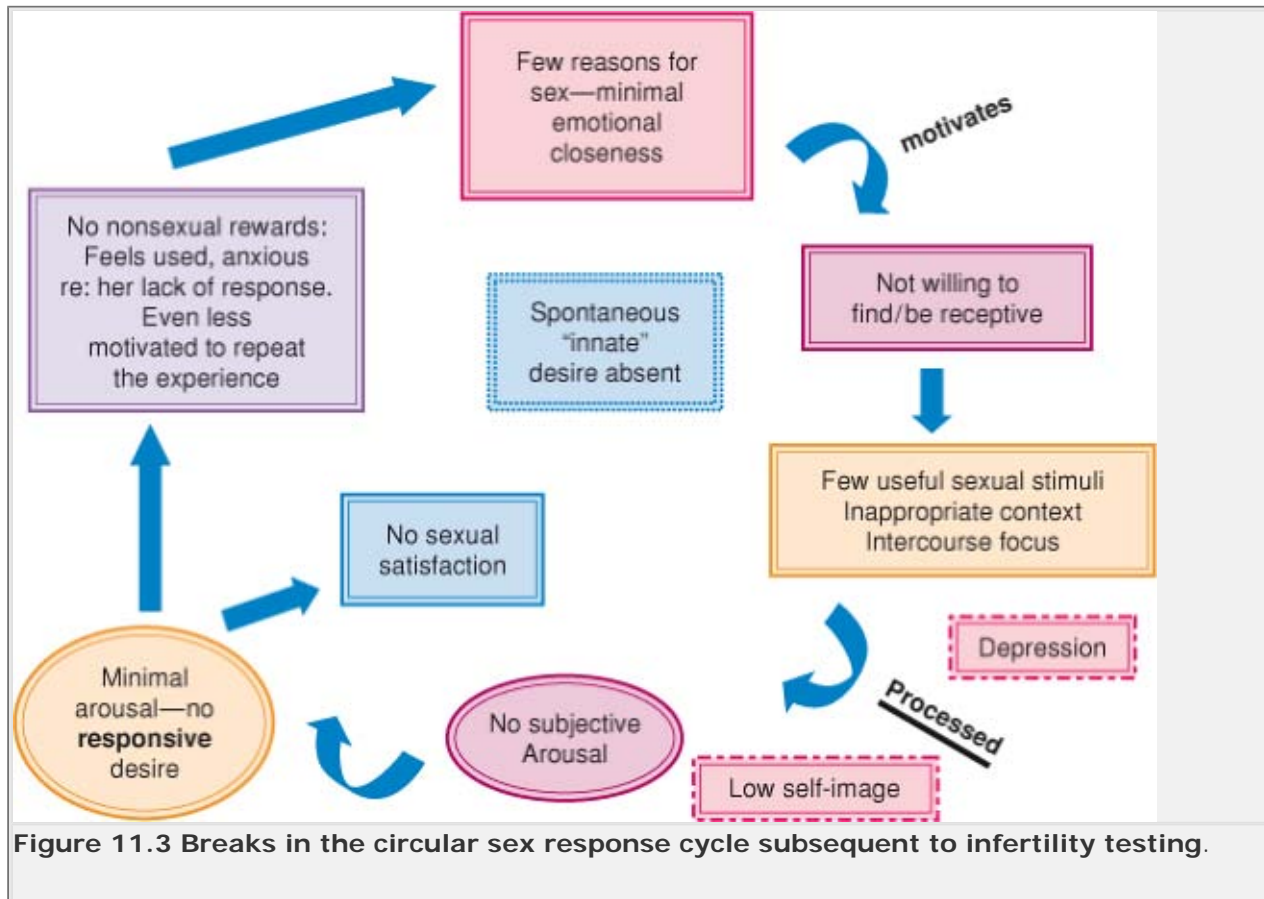 Few reasons for
sex—minimal
emotional
closeness
motivates
No nonsexual rewards:
Feels used, anxious
re: her lack of response.
Even less
motivated to repeat
the experience
Spontaneous
“innate”
desire absent
Not willing to
find/be receptive
Few useful sexual stimuli
Inappropriate context
Intercourse focus
No sexual
satisfaction
Depression
Processed
Minimal
arousal—no
responsive
desire
No subjective
Arousal
Low self-image
Figure 11.3 Breaks in the circular sex response cycle subsequent to infertility testing.